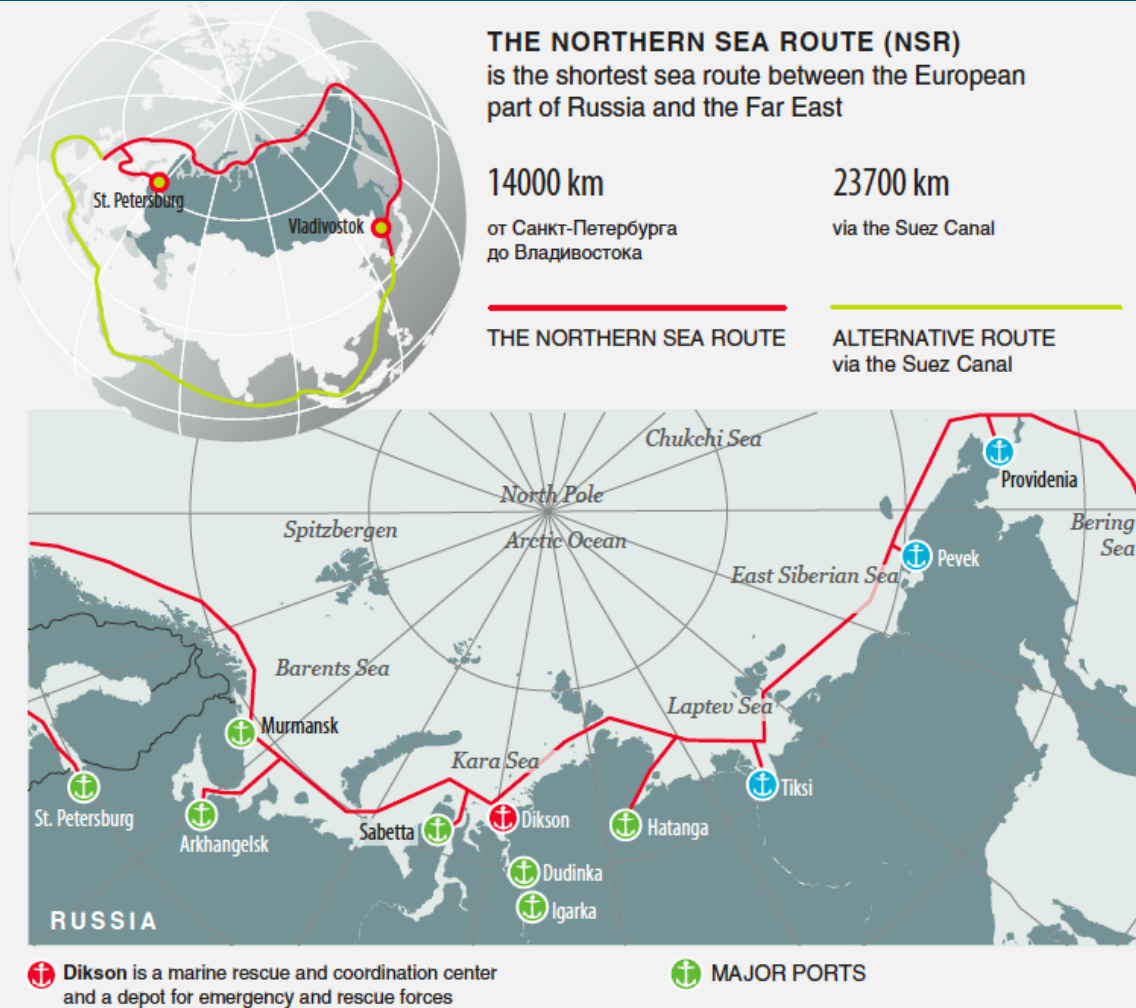 THE NORTHERN SEA ROUTE (NSR)
is the shortest sea route between the European
part of Russia and the Far East
14000 km
от Санкт-Петербурга
до Владивостока
23700 km
via the Suez Canal
THE NORTHERN SEA ROUTE
ALTERNATIVE ROUTE
via the Suez Canal
St. Petersburg
Vladivostok
Chukchi Sea
North Pole
Providenia
Spitzbergen
Arctic Ocean
Bering
Sea
Pevek
East Siberian Sea
Barents Sea
Laptev Sea
Murmansk
Kara Sea
Tiksi
St. Petersburg
Arkhangelsk
Sabetta
Dikson
Hatanga
Dudinka
Igarka
RUSSIA
Dikson is a marine rescue and coordination center
and a depot for emergency and rescue forces
MAJOR PORTS